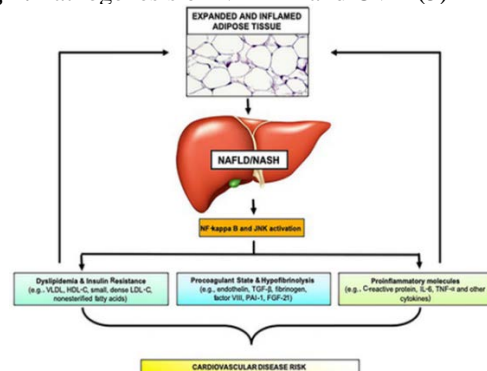 EXPANDED AND INFLAMED
ADIPOSE TISSUE
NAFLD/NASH
NF-kappa B and JNK activation
Dyslipidemia & Insulin Resistance
(e.g., VLDL, HDL-C, small, dense LDL-C,
nonesterified fatty acids)
Procoagulant State & Hypofibrinolysis
(e.g., endothelin, TGF-β, fibrinogen,
factor VIII, PAI-1, FGF-21)
Proinflammatory molecules
(e.g., C-reactive protein, IL-6, TNF-α and other
cytokines)
CARDIOVASCULAR DISEASE RISK